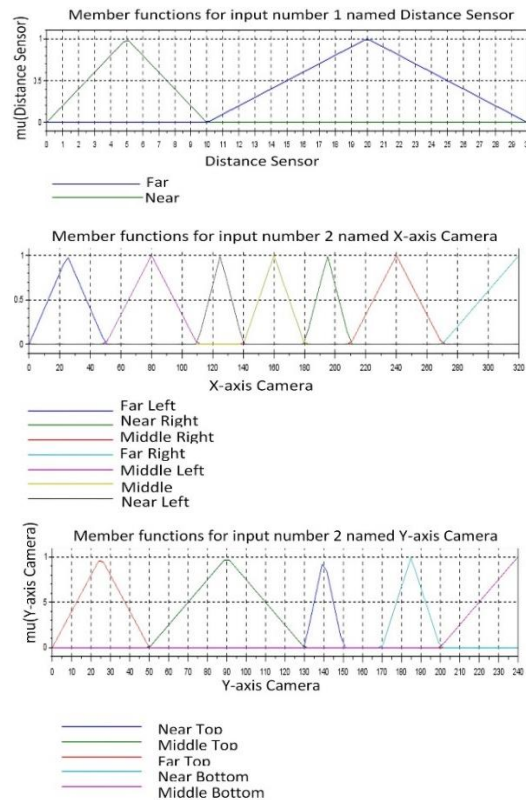 Member functions for input number 1 named Distance Sensor
mu(Distance Sensor)
1
0.5
0
0 1 2 3 4 5 6 7 8 9 10 11 12 13 14 15 16 17 18 19 20 21 22 23 24 25 26 27 28 29 30
Distance Sensor
Far
Near
Member functions for input number 2 named X-axis Camera
1
0.5
0
0 20 40 60 80 100 120 140 160 180 200 220 240 260 280 300 320
X-axis Camera
Far Left
Near Right
Middle Right
Far Right
Middle Left
Middle
Near Left
Member functions for input number 2 named Y-axis Camera
mu(Y-axis Camera)
1
0.5
0
0 10 20 30 40 50 60 70 80 90 100 110 120 130 140 150 160 170 180 190 200 210 220 230 240
Y-axis Camera
Near Top
Middle Top
Far Top
Near Bottom
Middle Bottom